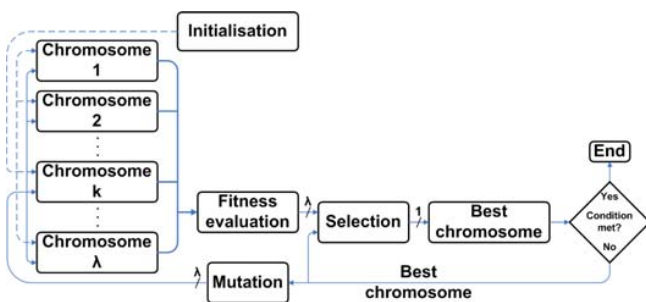 Initialisation
Chromosome
1
Chromosome
2
Chromosome
k
Chromosome
λ
Fitness
evaluation
λ
Selection
1
Best
chromosome
End
Yes
Condition
met?
No
λ
Mutation
Best
chromosome